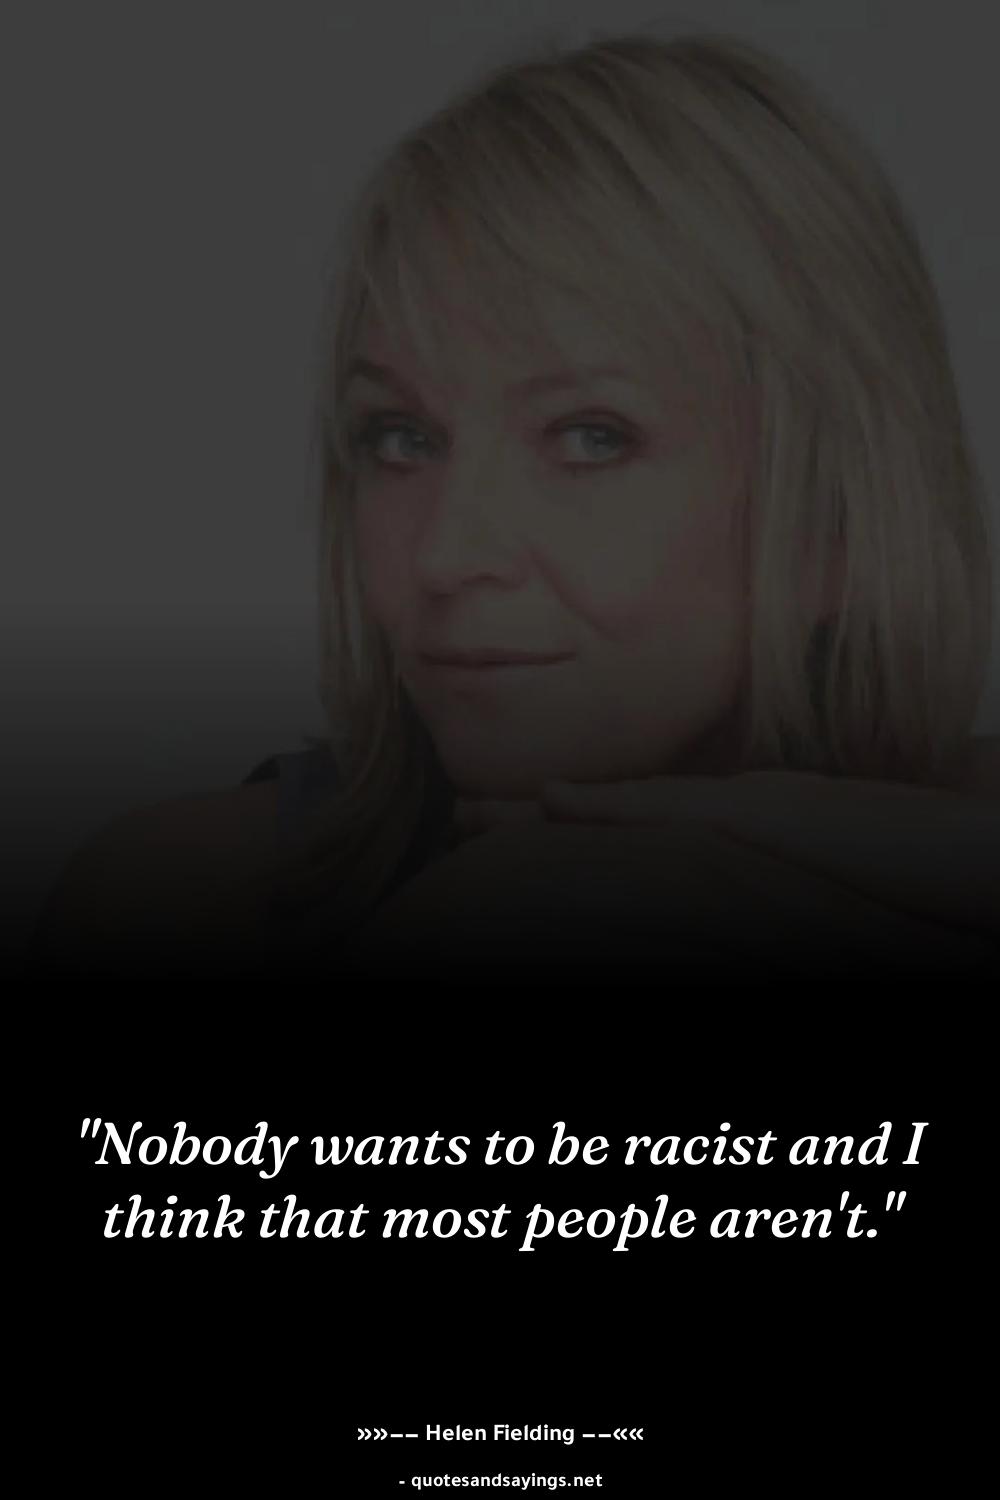 "Nobody wants to be racist and I
think that most people aren't."
»»–– Helen Fielding ––««
- quotesandsayings.net